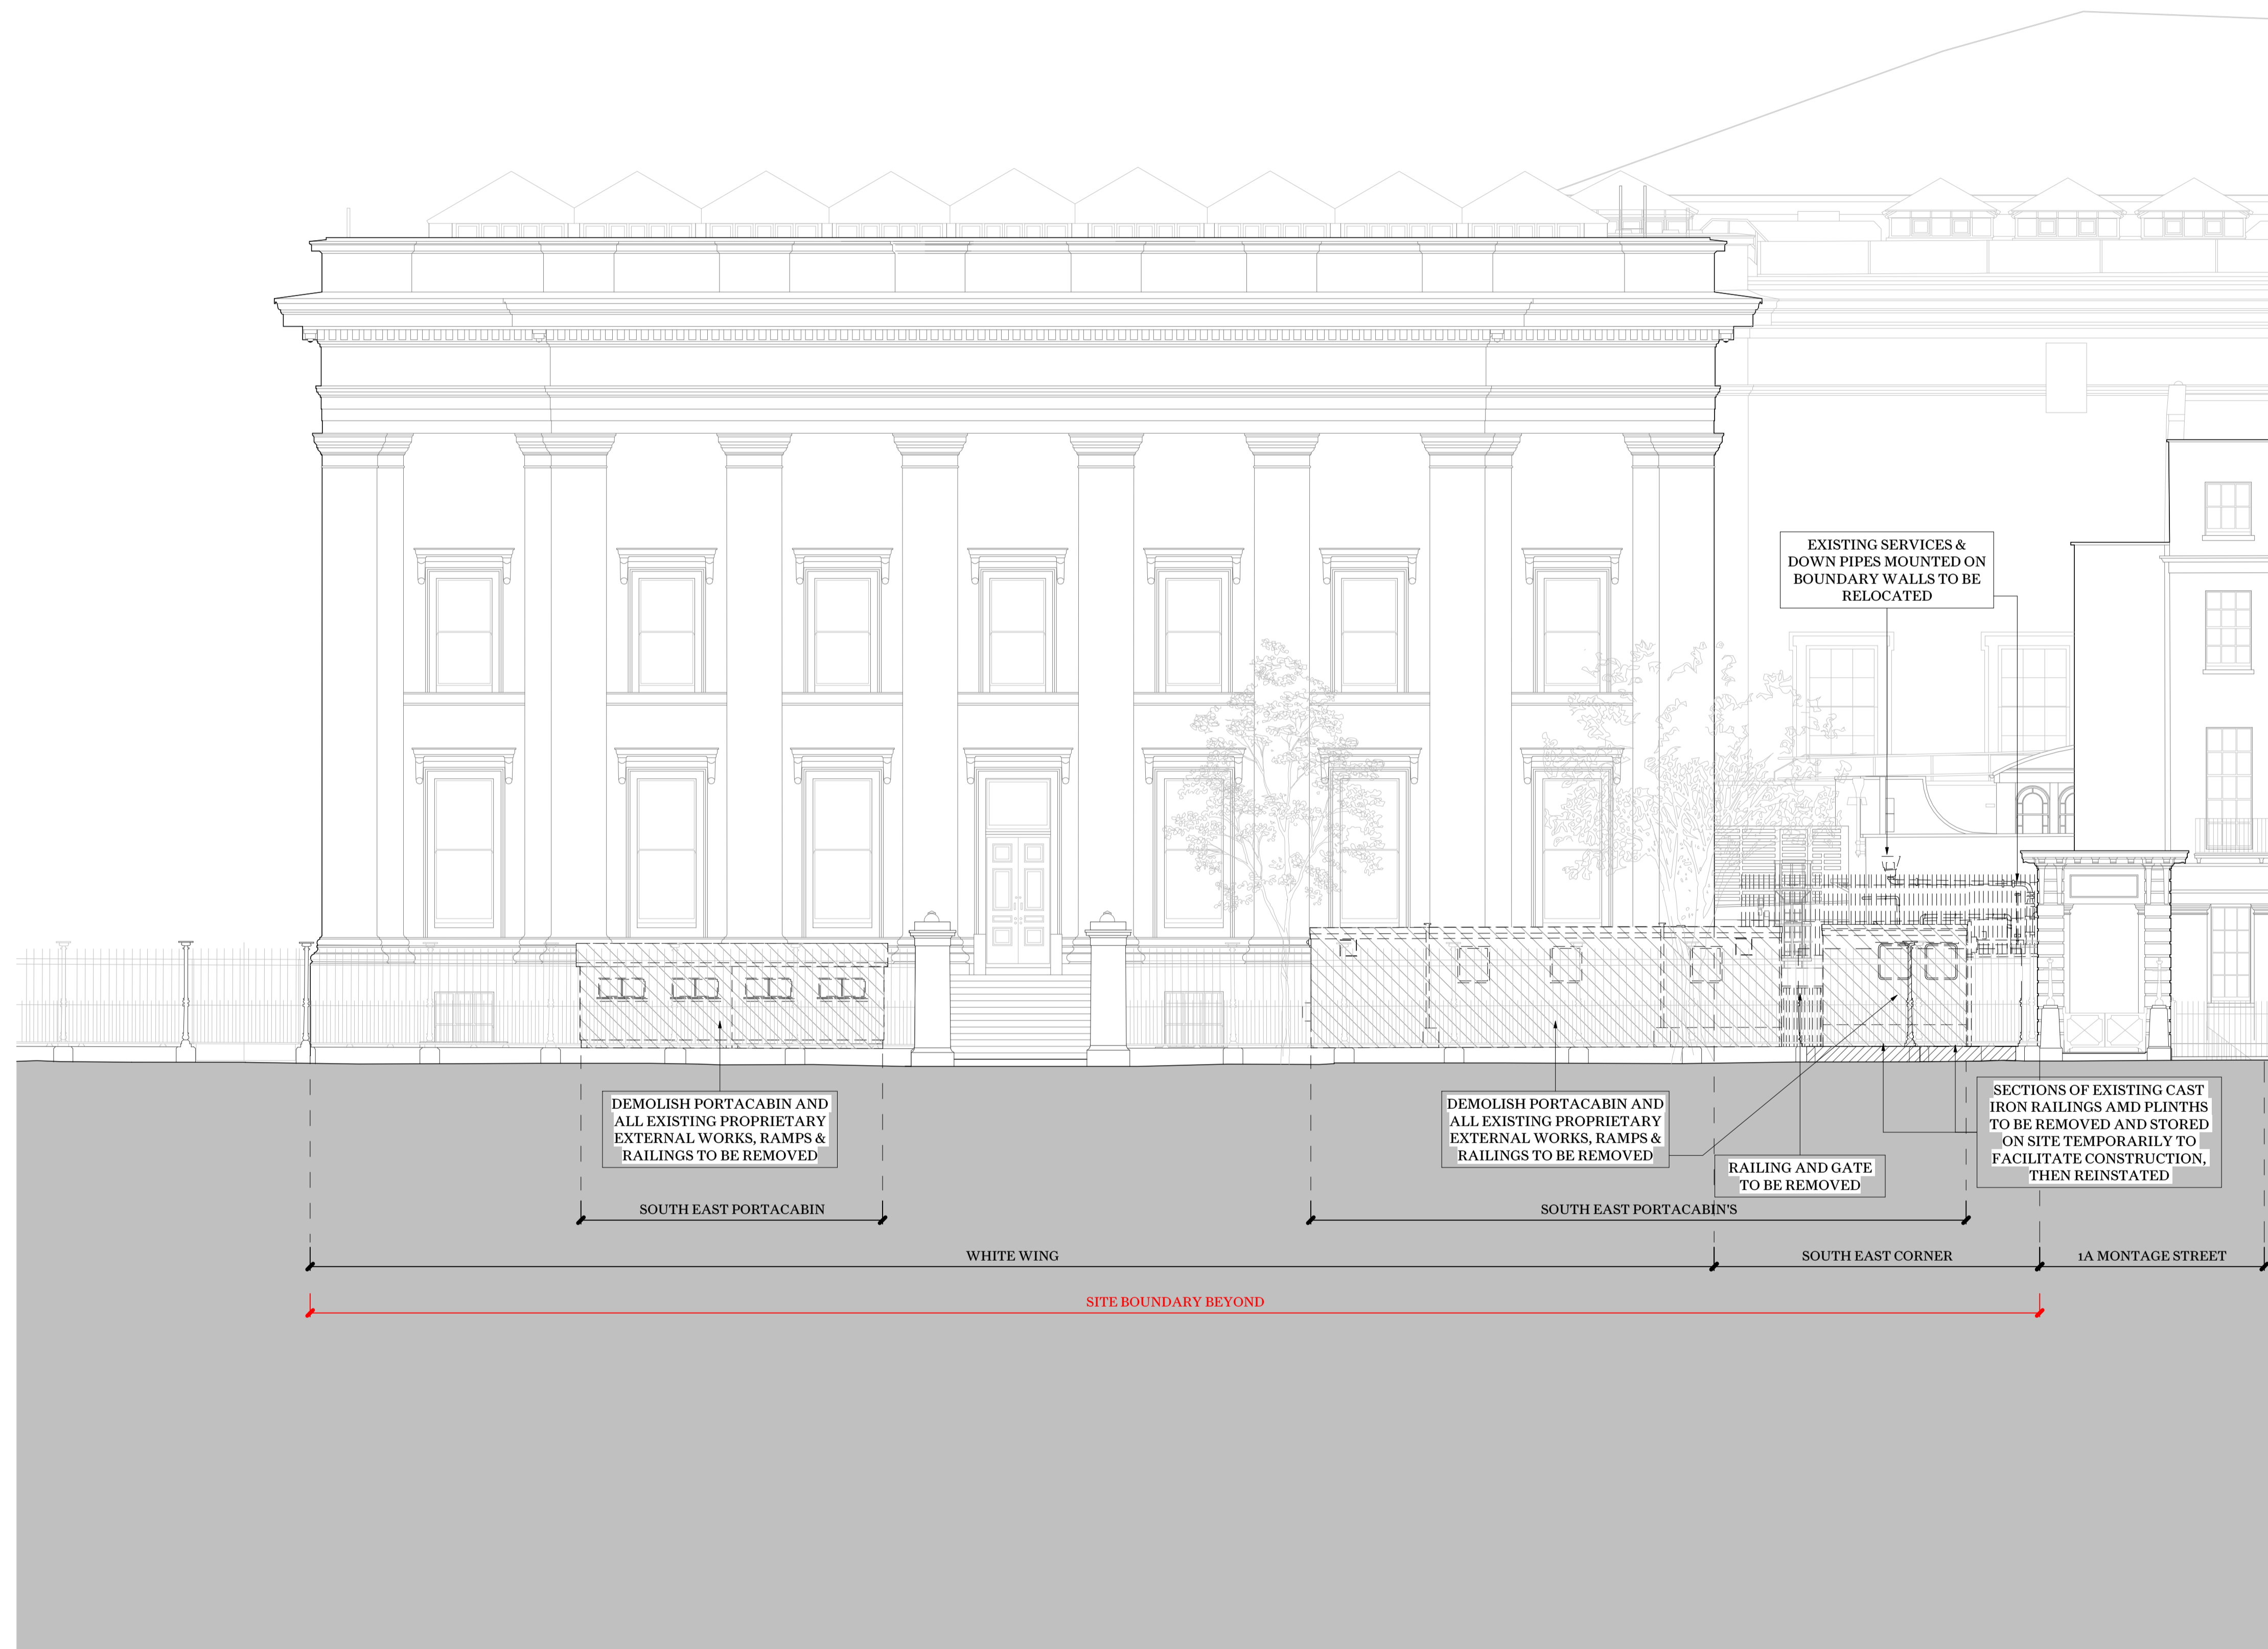 EXISTING SERVICES &
DOWN PIPES MOUNTED ON
BOUNDARY WALLS TO BE
RELOCATED
DEMOLISH PORTACABIN AND
ALL EXISTING PROPRIETARY
EXTERNAL WORKS, RAMPS &
RAILINGS TO BE REMOVED
DEMOLISH PORTACABIN AND
ALL EXISTING PROPRIETARY
EXTERNAL WORKS, RAMPS &
RAILINGS TO BE REMOVED
RAILING AND GATE
TO BE REMOVED
SECTIONS OF EXISTING CAST
IRON RAILINGS AMD PLINTHS
TO BE REMOVED AND STORED
ON SITE TEMPORARILY TO
FACILITATE CONSTRUCTION,
THEN REINSTATED
SOUTH EAST PORTACABIN
SOUTH EAST PORTACABIN'S
WHITE WING
SOUTH EAST CORNER
1A MONTAGE STREET
SITE BOUNDARY BEYOND